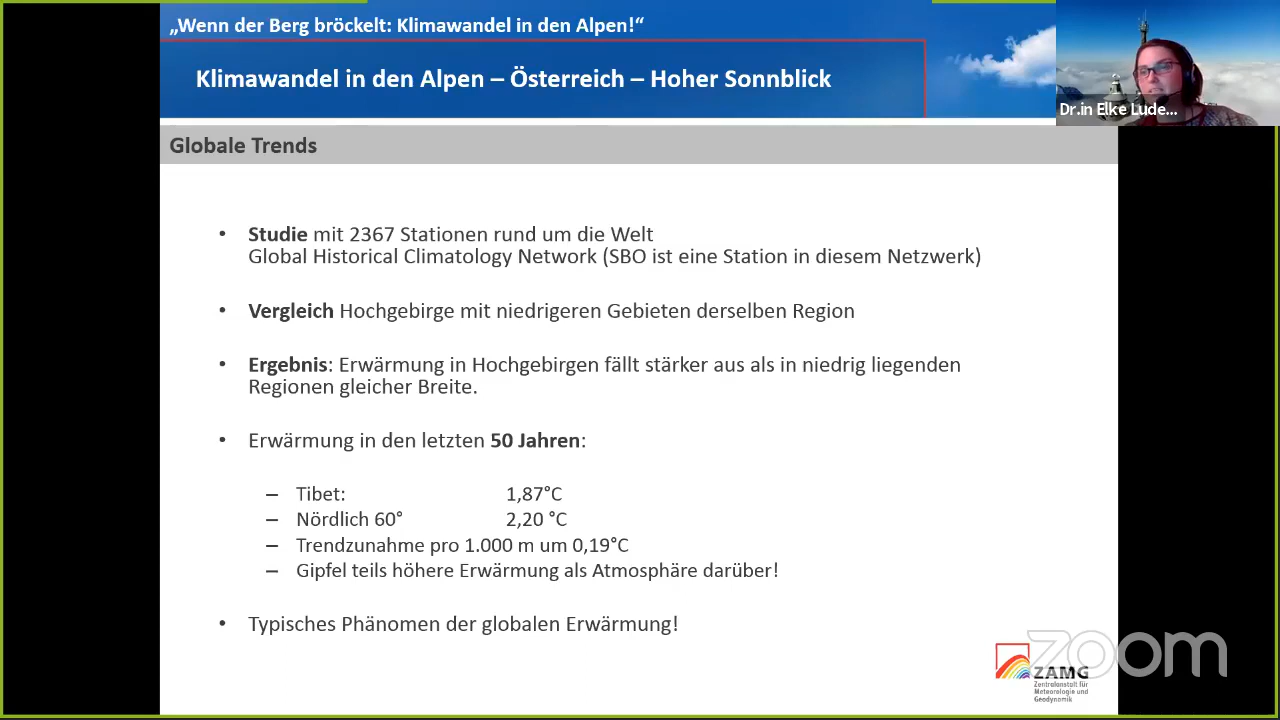 „Wenn der Berg bröckelt: Klimawandel in den Alpen!“
Klimawandel in den Alpen – Österreich – Hoher Sonnblick
Dr.in Elke Lude...
Globale Trends
• Studie mit 2367 Stationen rund um die Welt
Global Historical Climatology Network (SBO ist eine Station in diesem Netzwerk)
• Vergleich Hochgebirge mit niedrigeren Gebieten derselben Region
• Ergebnis: Erwärmung in Hochgebirgen fällt stärker aus als in niedrig liegenden
Regionen gleicher Breite.
• Erwärmung in den letzten 50 Jahren:
– Tibet: 1,87°C
– Nördlich 60° 2,20 °C
– Trendzunahme pro 1.000 m um 0,19°C
– Gipfel teils höhere Erwärmung als Atmosphäre darüber!
• Typisches Phänomen der globalen Erwärmung!
zoom
ZAMG
Zentralanstalt für
Meteorologie und
Geodynamik